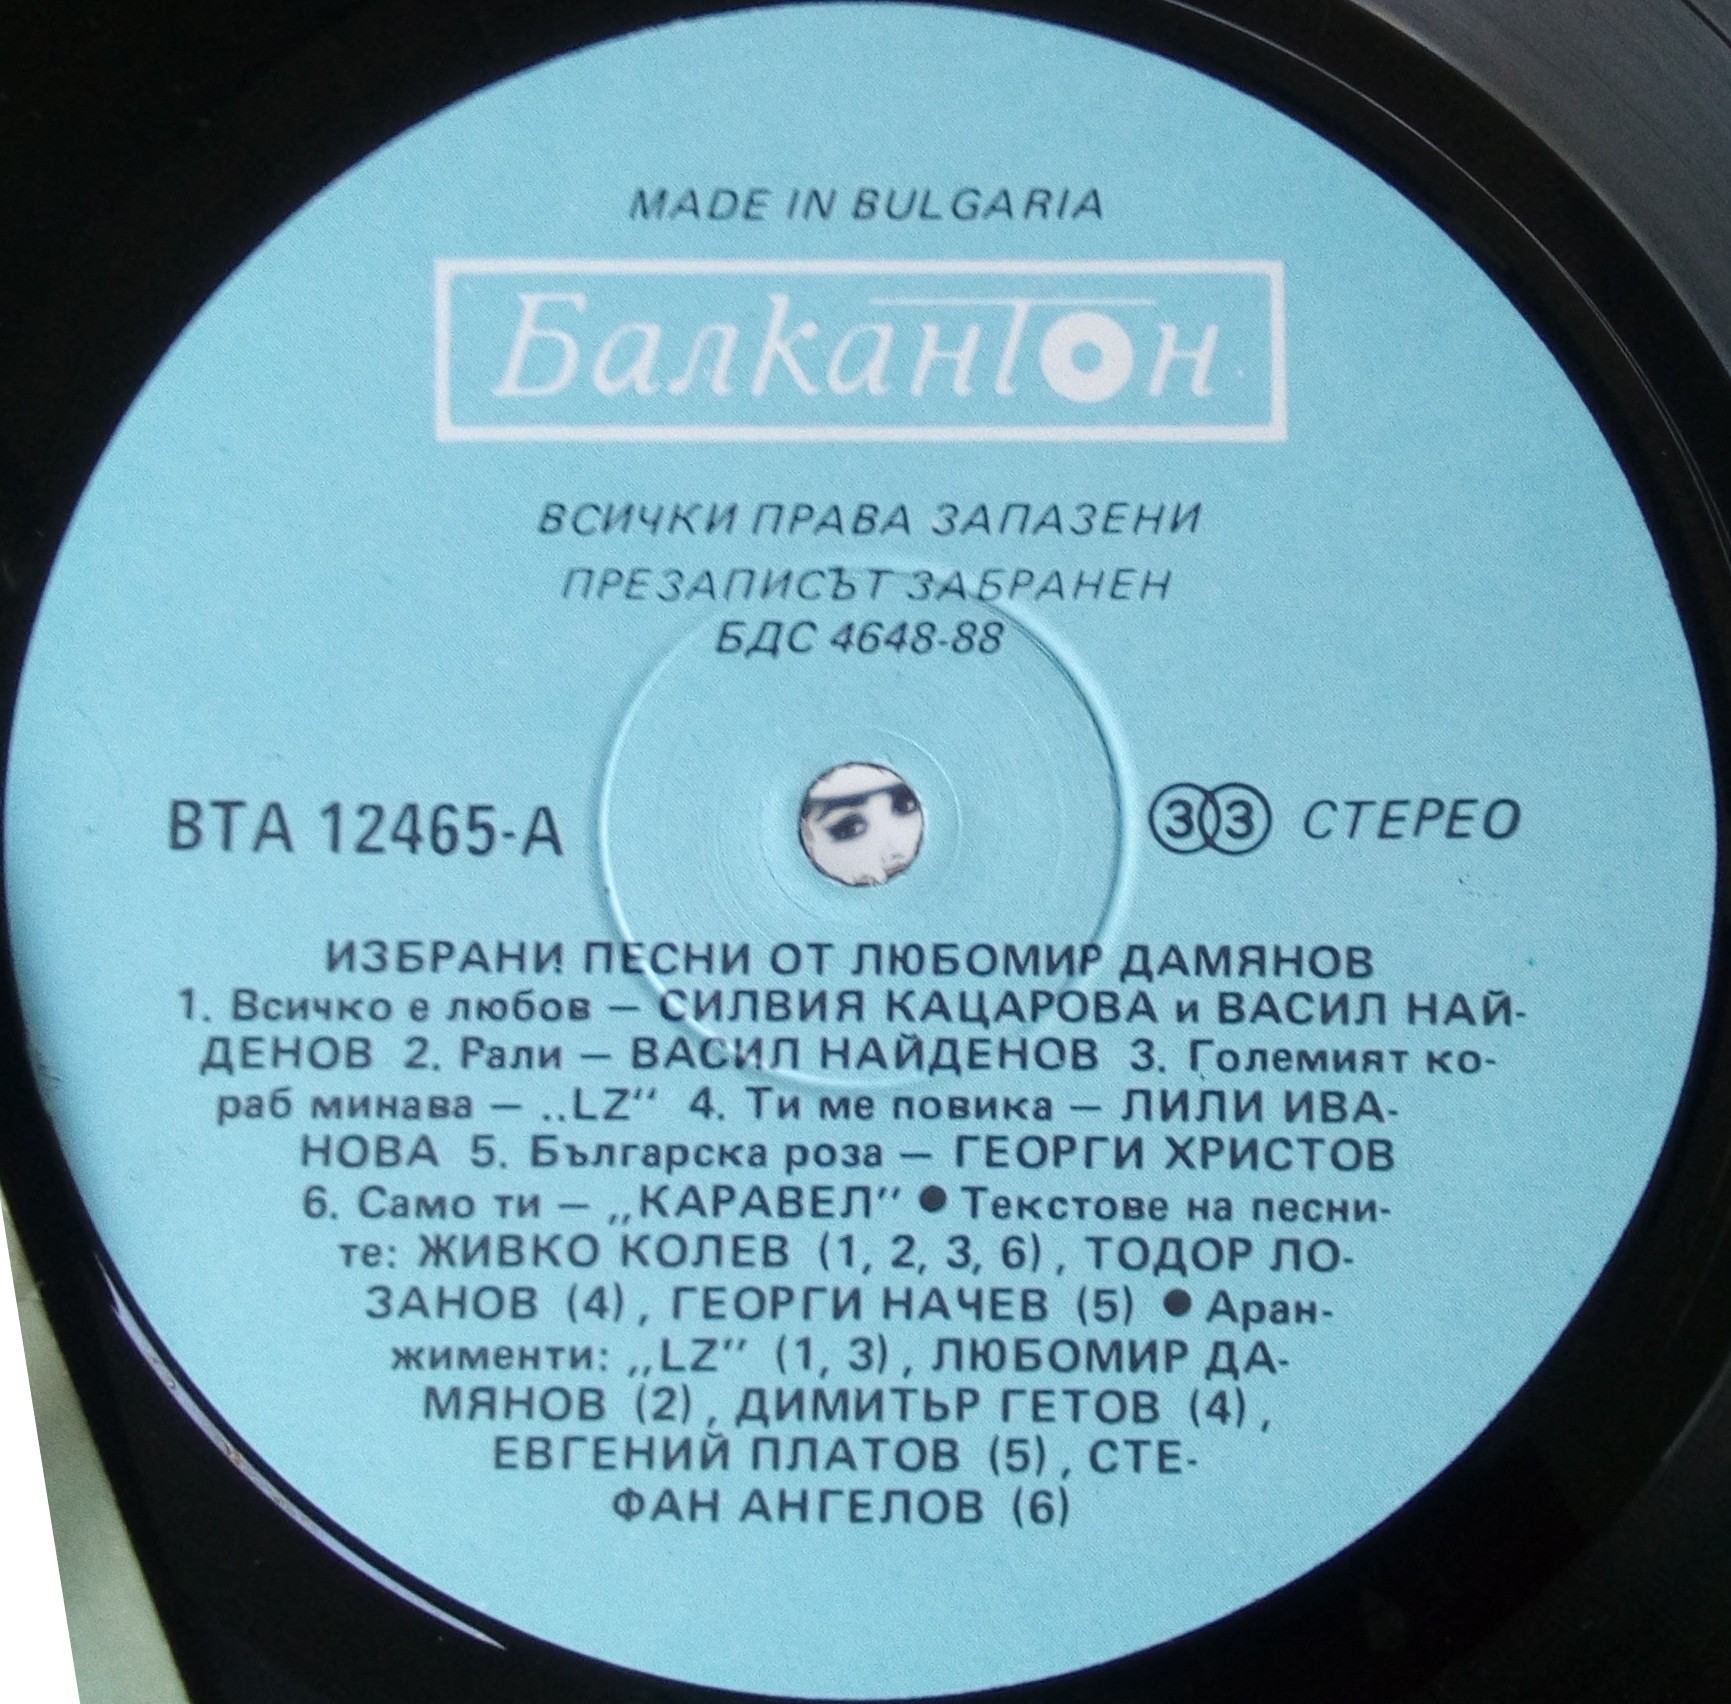 MADE IN BULGARIA
Балкантон
ВСИЧКИ ПРАВА ЗАПАЗЕНИ
ПРЕЗАПИСЪТ ЗАБРАНЕН
БДС 4648-88
ВТА 12465-А
33 СТЕРЕО
ИЗБРАНИ ПЕСНИ ОТ ЛЮБОМИР ДАМЯНОВ
1. Всичко е любов — СИЛВИЯ КАЦАРОВА и ВАСИЛ НАЙ-
ДЕНОВ 2. Рали — ВАСИЛ НАЙДЕНОВ 3. Големият ко-
раб минава — „LZ“ 4. Ти ме повика — ЛИЛИ ИВА-
НОВА 5. Българска роза — ГЕОРГИ ХРИСТОВ
6. Само ти — „КАРАВЕЛ” ● Текстове на песни-
те: ЖИВКО КОЛЕВ (1, 2, 3, 6), ТОДОР ЛО-
ЗАНОВ (4), ГЕОРГИ НАЧЕВ (5) ● Аран-
жименти: „LZ” (1, 3), ЛЮБОМИР ДА-
МЯНОВ (2), ДИМИТЪР ГЕТОВ (4),
ЕВГЕНИЙ ПЛАТОВ (5), СТЕ-
ФАН АНГЕЛОВ (6)